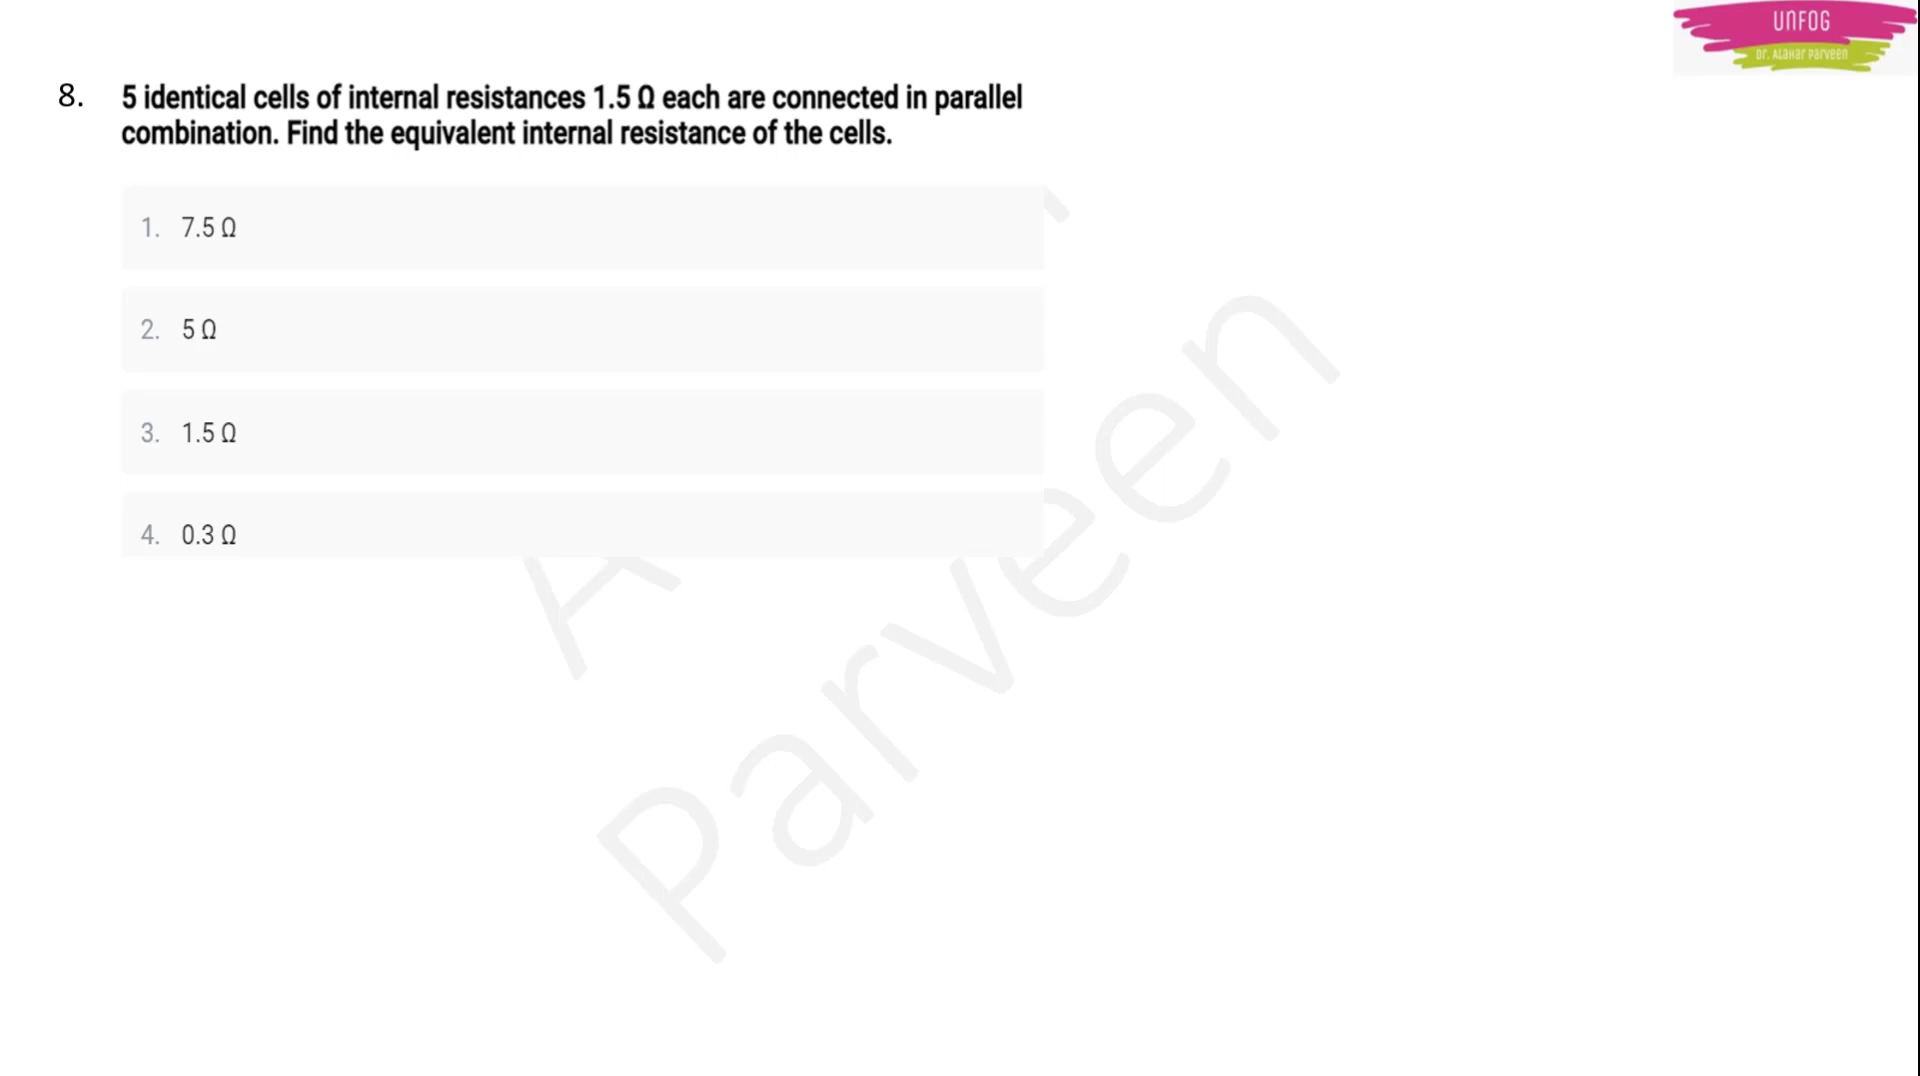 UNFOG
Dr. Alahar Parveen
8. 5 identical cells of internal resistances 1.5 Ω each are connected in parallel
combination. Find the equivalent internal resistance of the cells.
1. 7.5 Ω
2. 5 Ω
3. 1.5 Ω
4. 0.3 Ω
Parveen